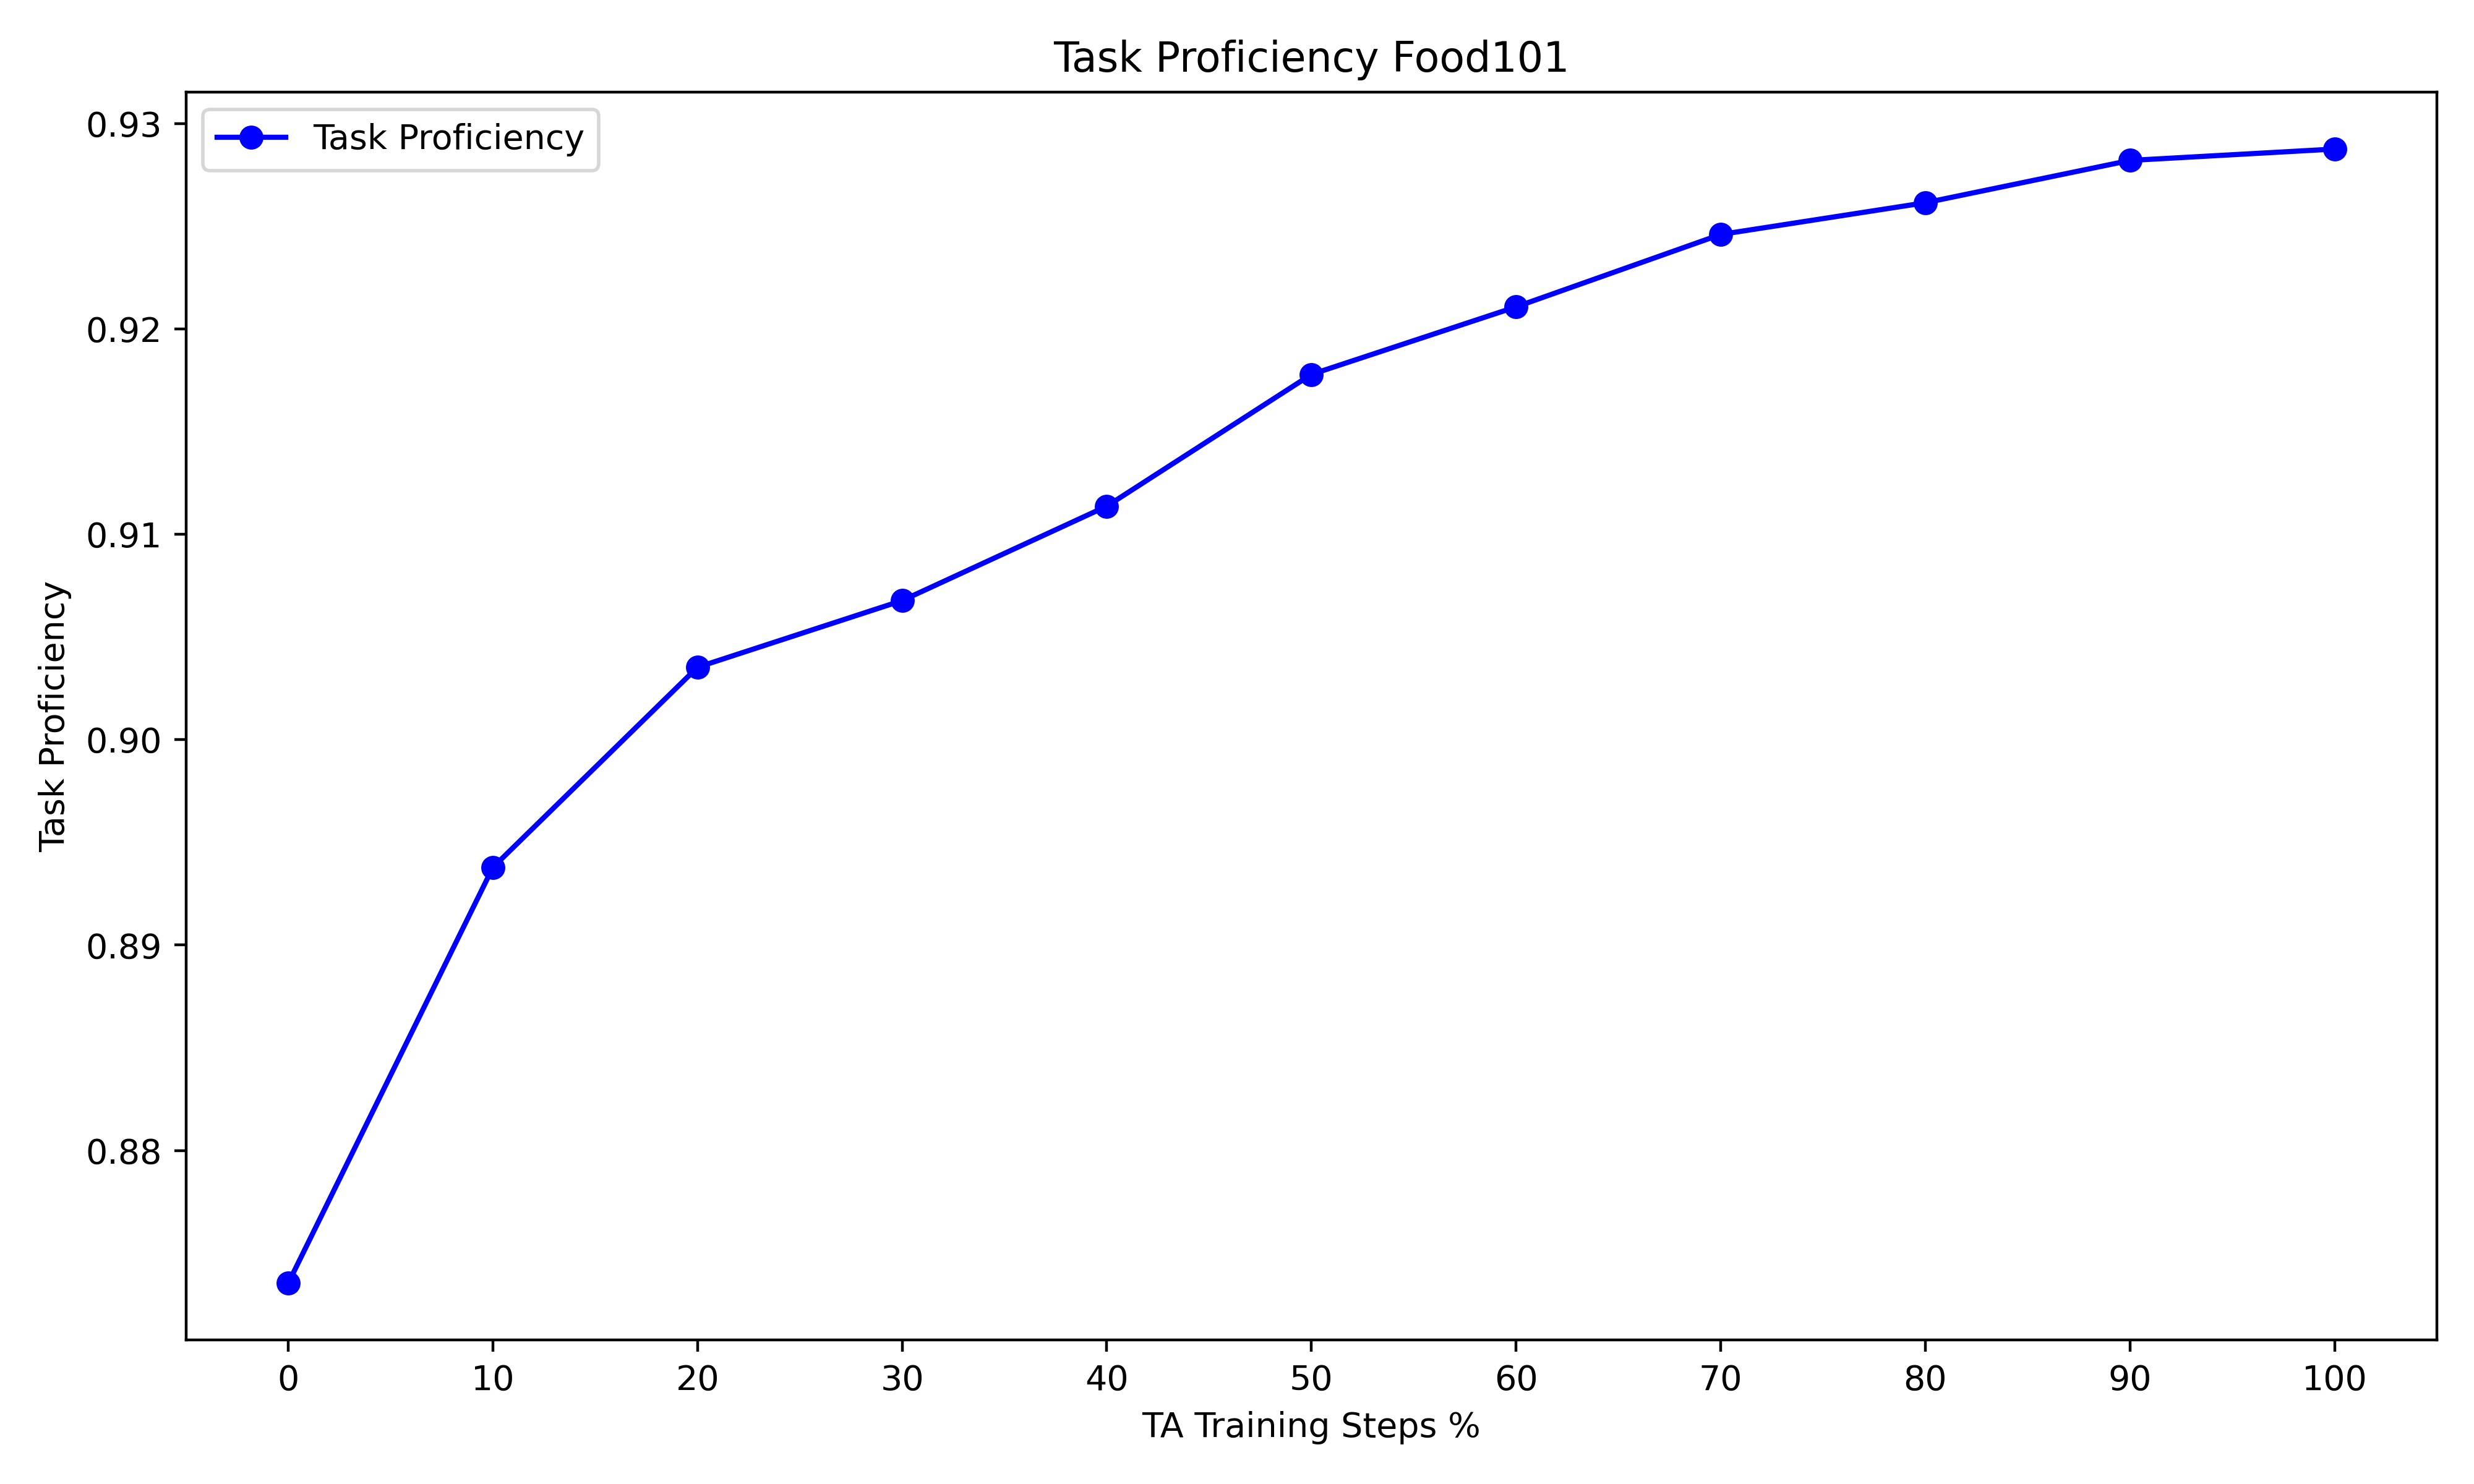 Task Proficiency Food101
Task Proficiency
0.93
0.92
0.91
0.90
0.89
0.88
Task Proficiency
0 10 20 30 40 50 60 70 80 90 100
TA Training Steps %